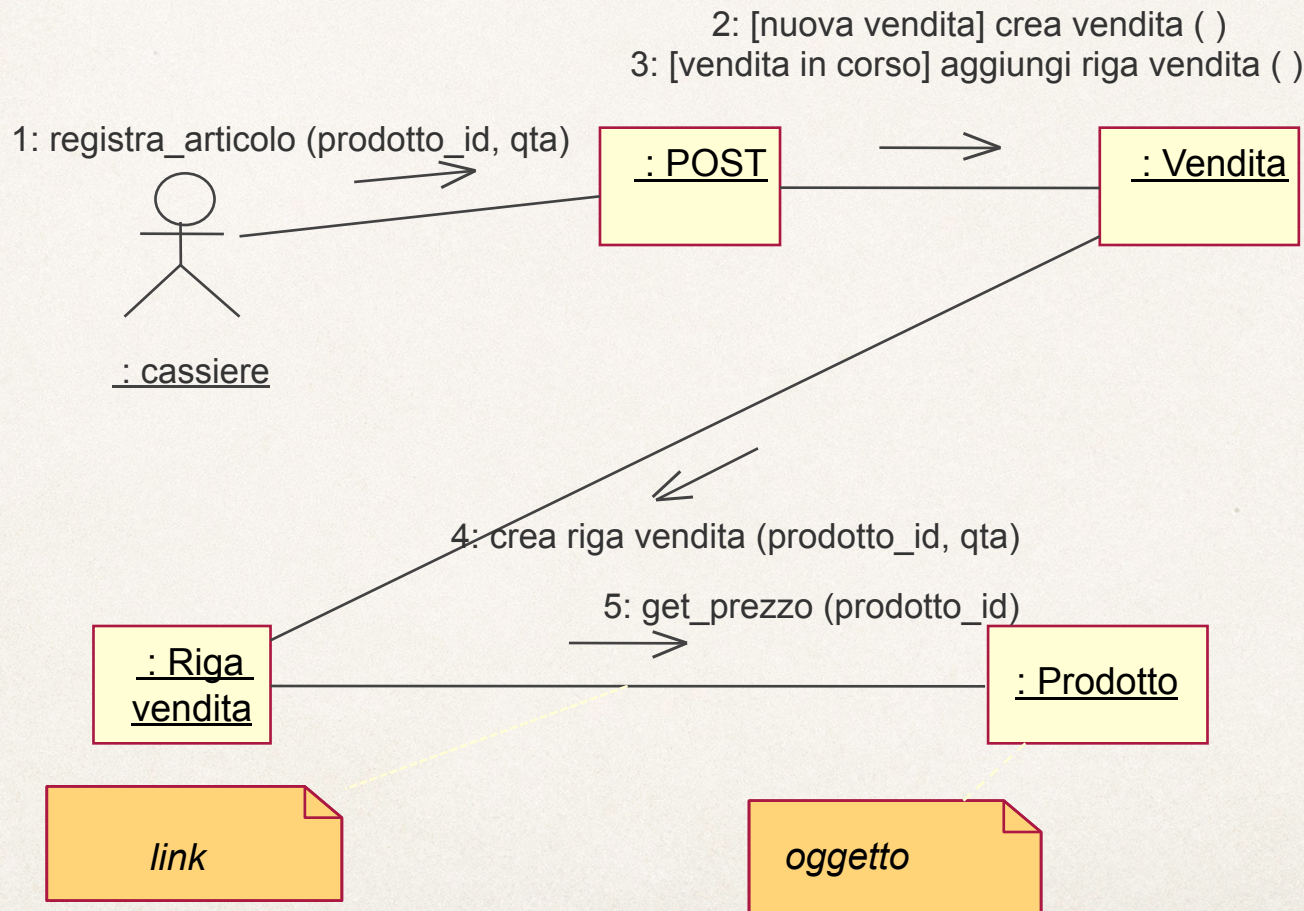 2: [nuova vendita] crea vendita ( )
3: [vendita in corso] aggiungi riga vendita ( )
1: registra_articolo (prodotto_id, qta)
: POST
: Vendita
: cassiere
4: crea riga vendita (prodotto_id, qta)
5: get_prezzo (prodotto_id)
: Riga
vendita
: Prodotto
link
oggetto